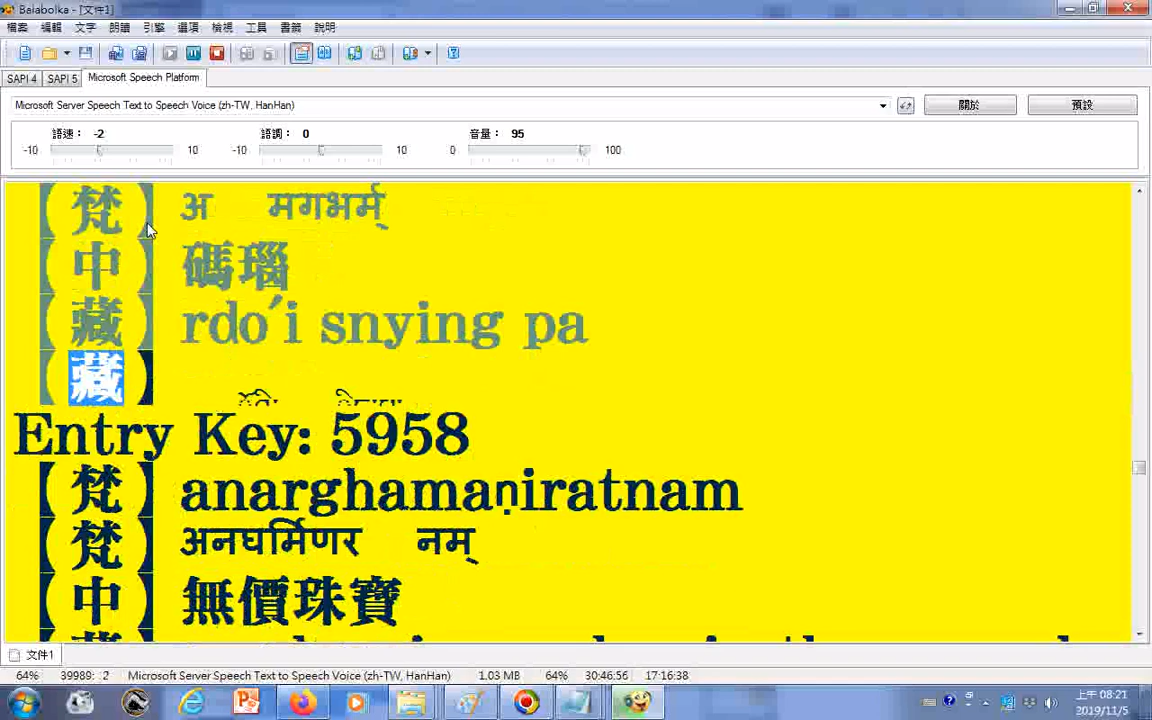 Balabolka - [文件1]
檔案 編輯 文字 朗讀 引擎 選項 檢視 工具 書籤 說明
SAPI 4 SAPI 5 Microsoft Speech Platform
Microsoft Server Speech Text to Speech Voice (zh-TW, HanHan) 關於 預設
語速： -2 語調： 0 音量： 95
-10 10 -10 10 0 100
【梵】 अ मगभर्म्
【中】 碼瑙
【藏】 rdo´i snying pa
【藏】
Entry Key: 5958
【梵】 anarghamaṇiratnam
【梵】 अनर्घमिणर नम्
【中】 無價珠寶
文件1
64% 39989: 2 Microsoft Server Speech Text to Speech Voice (zh-TW, HanHan) 1.03 MB 64% 30:46:56 17:16:38
上午 08:21
2019/11/5